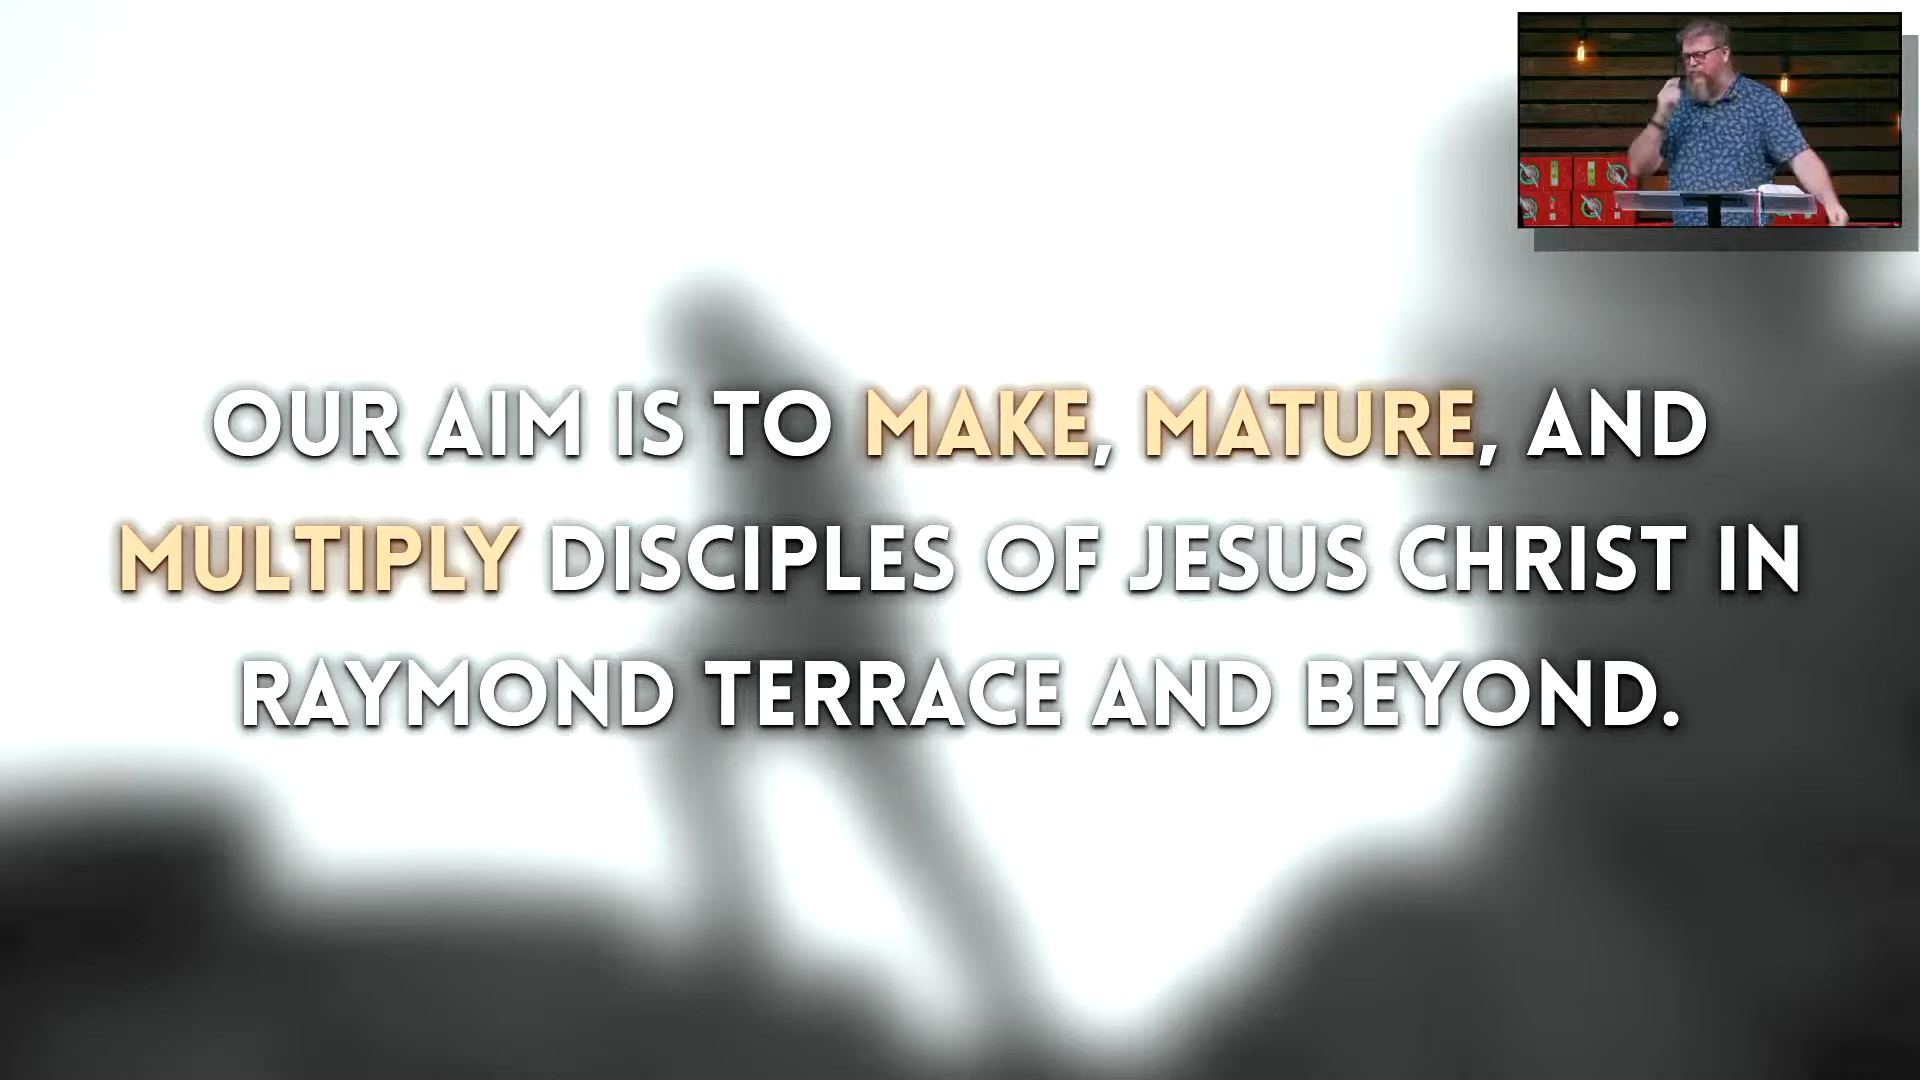 OUR AIM IS TO MAKE, MATURE, AND
MULTIPLY DISCIPLES OF JESUS CHRIST IN
RAYMOND TERRACE AND BEYOND.